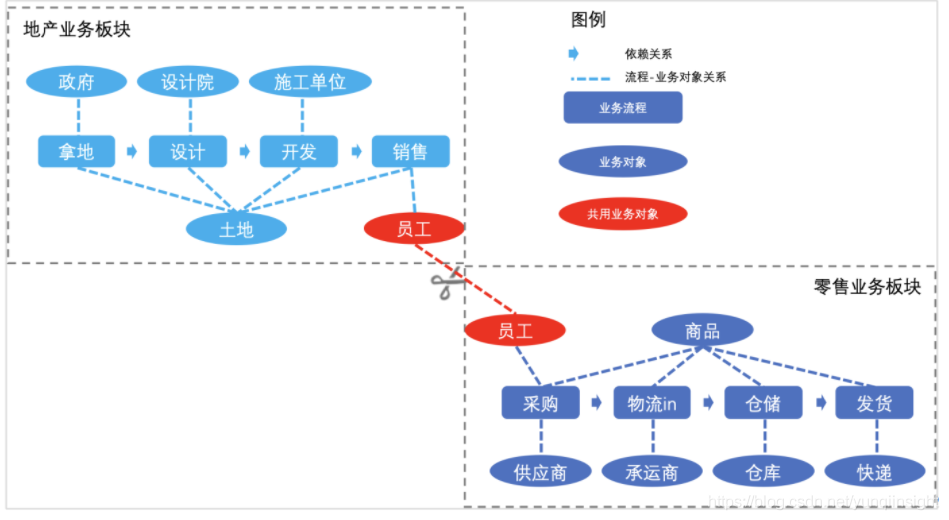 地产业务板块
图例
政府
设计院
施工单位
依赖关系
流程-业务对象关系
业务流程
拿地
设计
开发
销售
业务对象
土地
员工
共用业务对象
零售业务板块
员工
商品
采购
物流in
仓储
发货
供应商
承运商
仓库
快递
https://blog.csdn.net/yunqiinsight